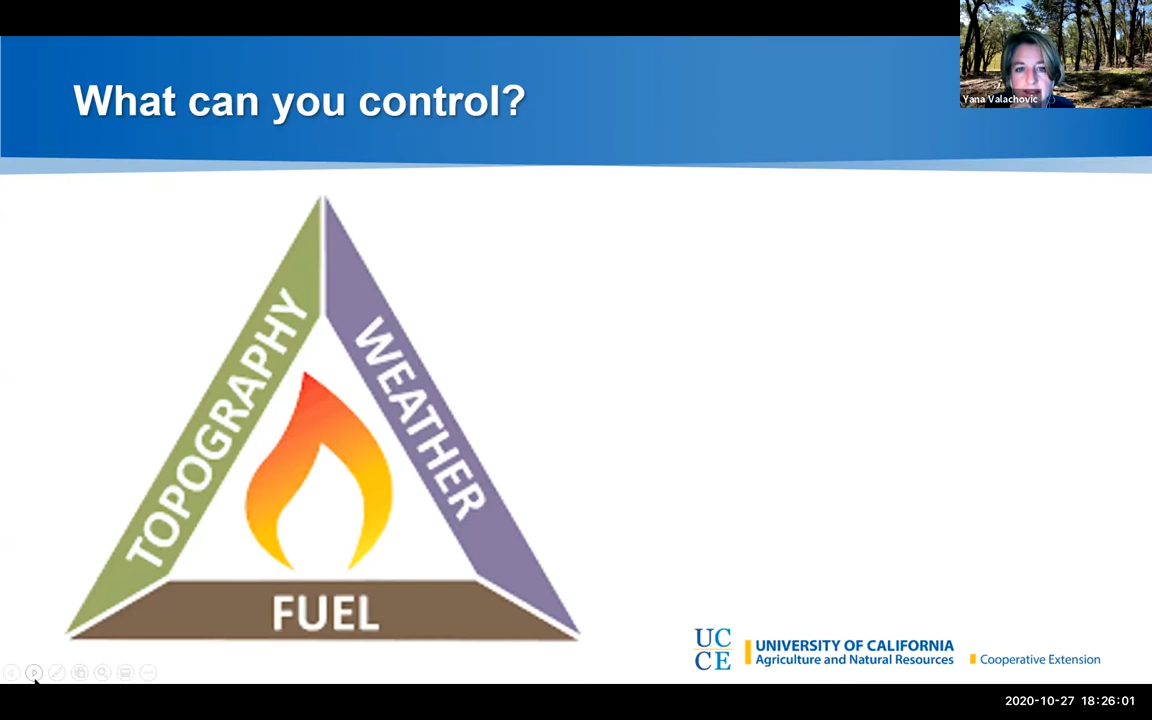 What can you control?
Yana Valachovic
TOPOGRAPHY
WEATHER
FUEL
UC
CE
UNIVERSITY OF CALIFORNIA
Agriculture and Natural Resources
Cooperative Extension
2020-10-27 18:26:01